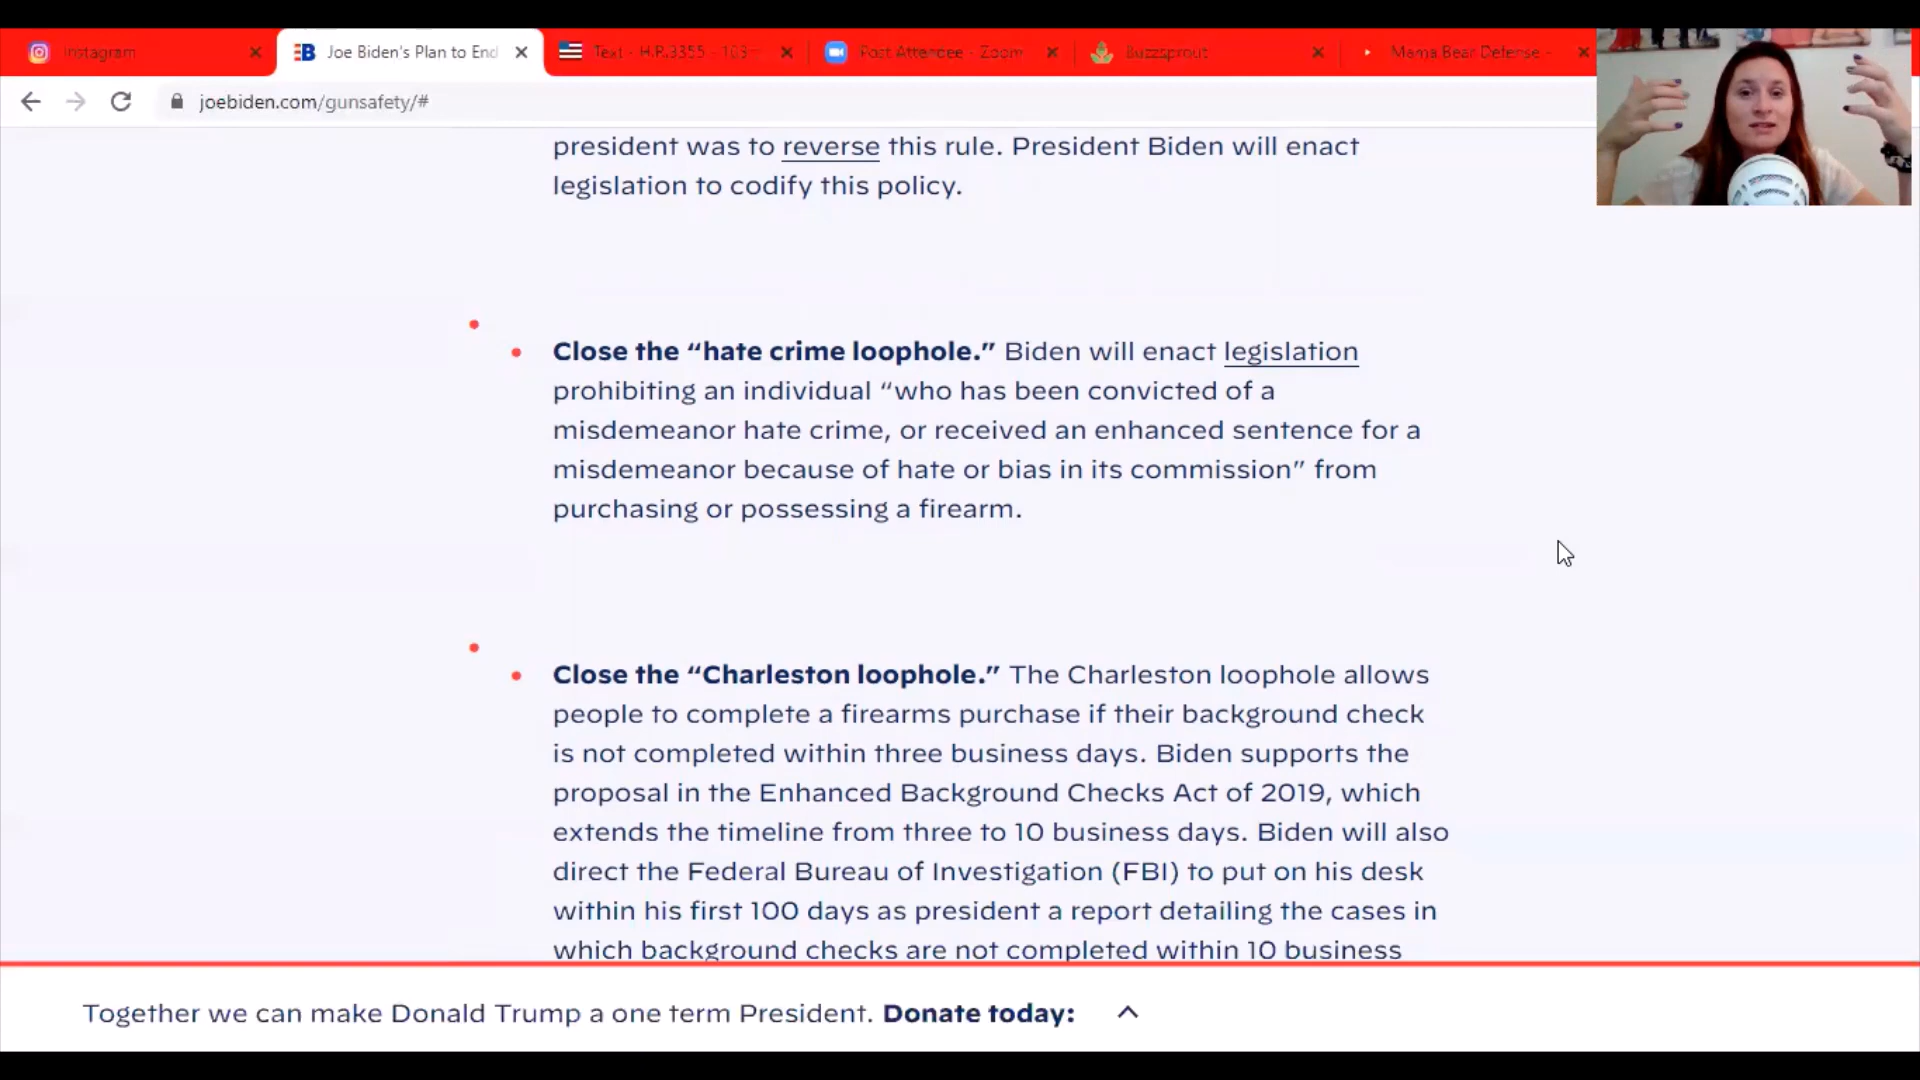 Instagram
Joe Biden's Plan to End
Text - H.R.3355 - 103
Post Attendee - Zoom
Buzzsprout
Mama Bear Defense -
joebiden.com/gunsafety/#
president was to reverse this rule. President Biden will enact
legislation to codify this policy.
Close the “hate crime loophole.” Biden will enact legislation
prohibiting an individual “who has been convicted of a
misdemeanor hate crime, or received an enhanced sentence for a
misdemeanor because of hate or bias in its commission” from
purchasing or possessing a firearm.
Close the “Charleston loophole.” The Charleston loophole allows
people to complete a firearms purchase if their background check
is not completed within three business days. Biden supports the
proposal in the Enhanced Background Checks Act of 2019, which
extends the timeline from three to 10 business days. Biden will also
direct the Federal Bureau of Investigation (FBI) to put on his desk
within his first 100 days as president a report detailing the cases in
which background checks are not completed within 10 business
Together we can make Donald Trump a one term President. Donate today: